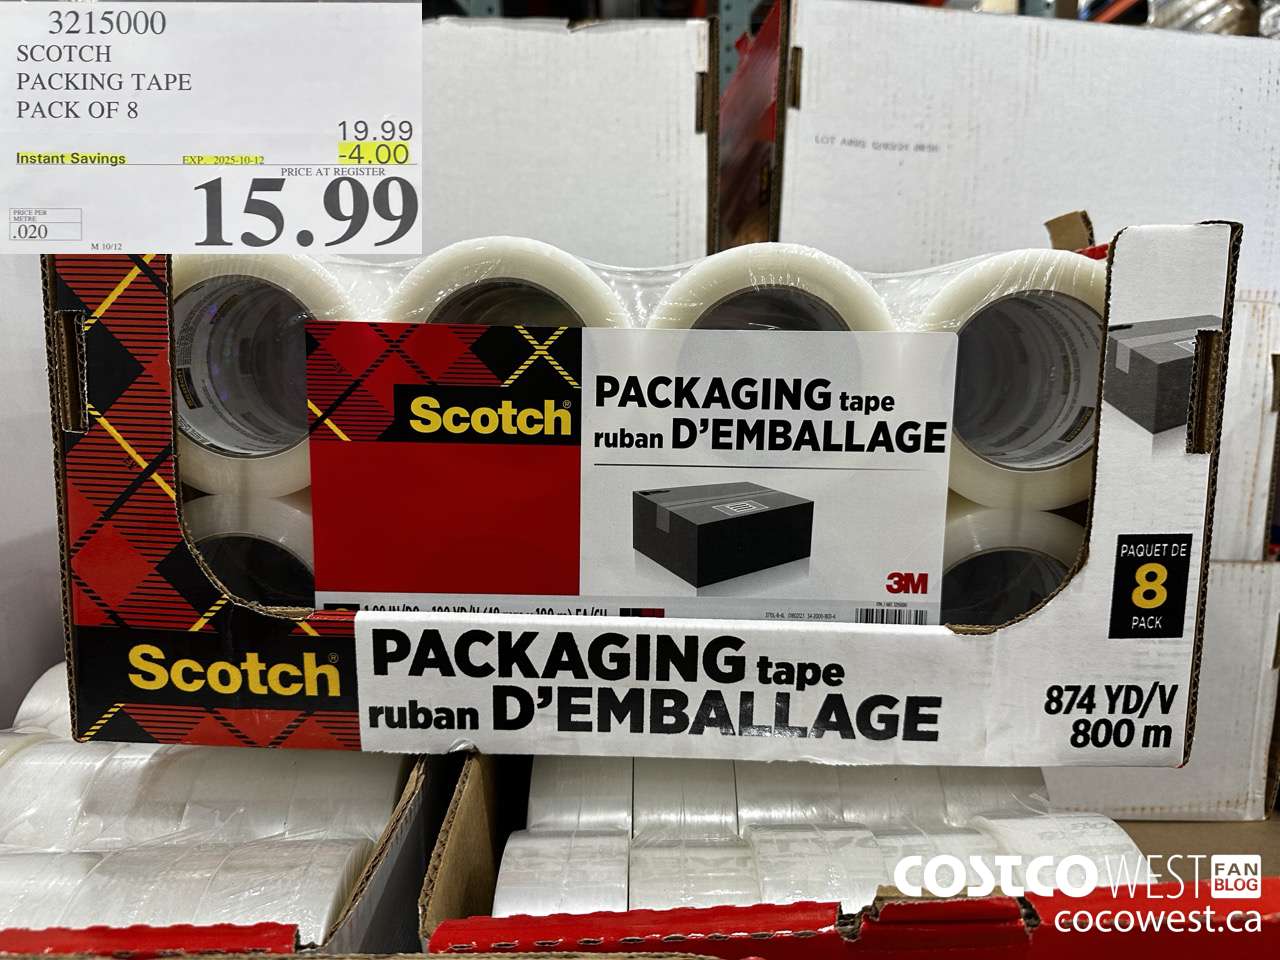 3215000
SCOTCH
PACKING TAPE
PACK OF 8
19.99
Instant Savings EXP. 2025-10-12 -4.00
PRICE AT REGISTER
15.99
PRICE PER
METRE
.020
M 10/12
Scotch®
PACKAGING tape
ruban D'EMBALLAGE
3M
Scotch®
PACKAGING tape
ruban D'EMBALLAGE
PAQUET DE
8
PACK
874 YD/V
800 m
COSTCO WEST FAN BLOG
cocowest.ca